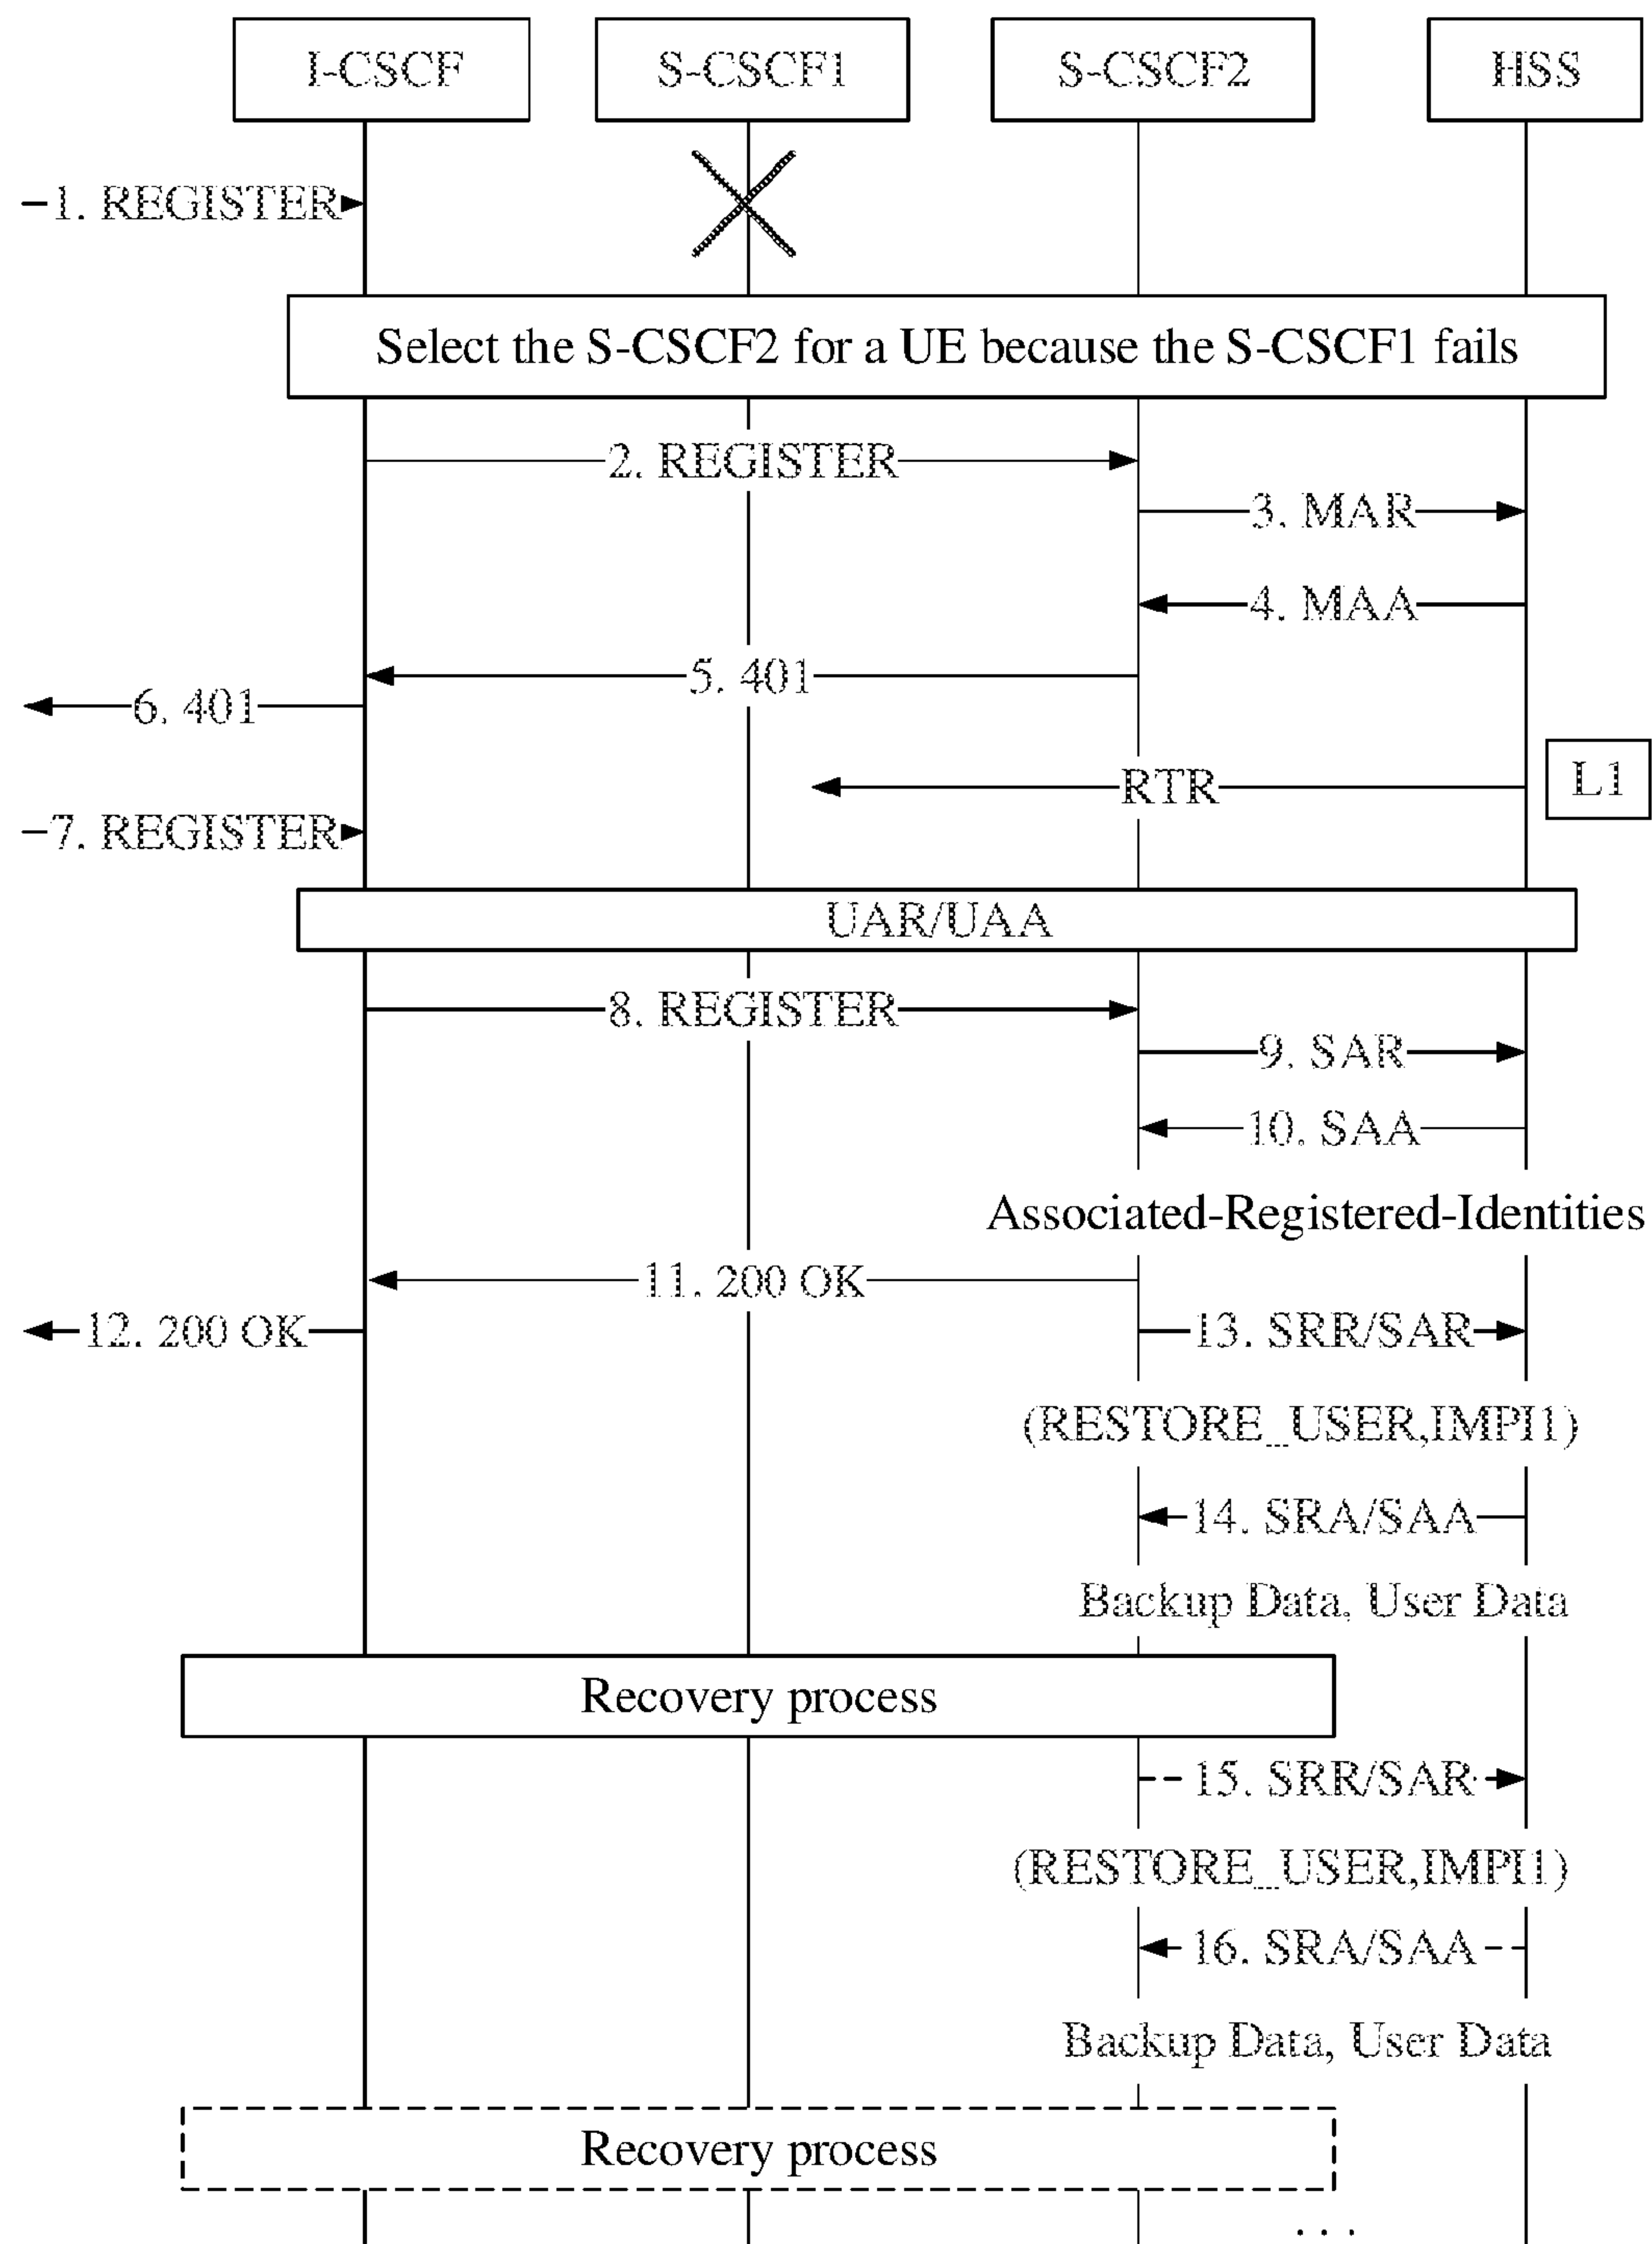 I-CSCF
S-CSCF1
S-CSCF2
HSS
1. REGISTER
Select the S-CSCF2 for a UE because the S-CSCF1 fails
2. REGISTER
3. MAR
4. MAA
5. 401
6. 401
RTR
L1
7. REGISTER
UAR/UAA
8. REGISTER
9. SAR
10. SAA
Associated-Registered-Identities
11. 200 OK
12. 200 OK
13. SRR/SAR
(RESTORE_USER,IMPI1)
14. SRA/SAA
Backup Data, User Data
Recovery process
15. SRR/SAR
(RESTORE_USER,IMPI1)
16. SRA/SAA
Backup Data, User Data
Recovery process
. . .